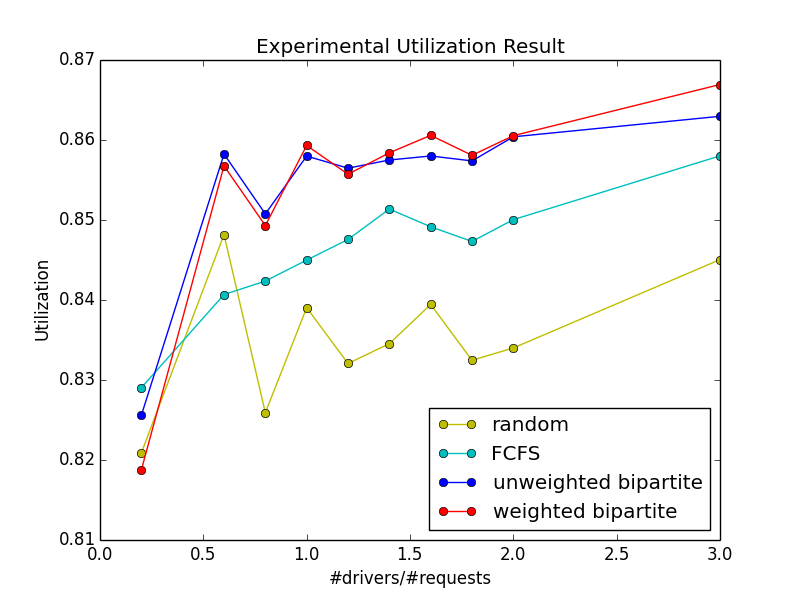 Experimental Utilization Result
0.87
0.86
0.85
0.84
0.83
0.82
0.81
Utilization
random
FCFS
unweighted bipartite
weighted bipartite
0.0 0.5 1.0 1.5 2.0 2.5 3.0
#drivers/#requests